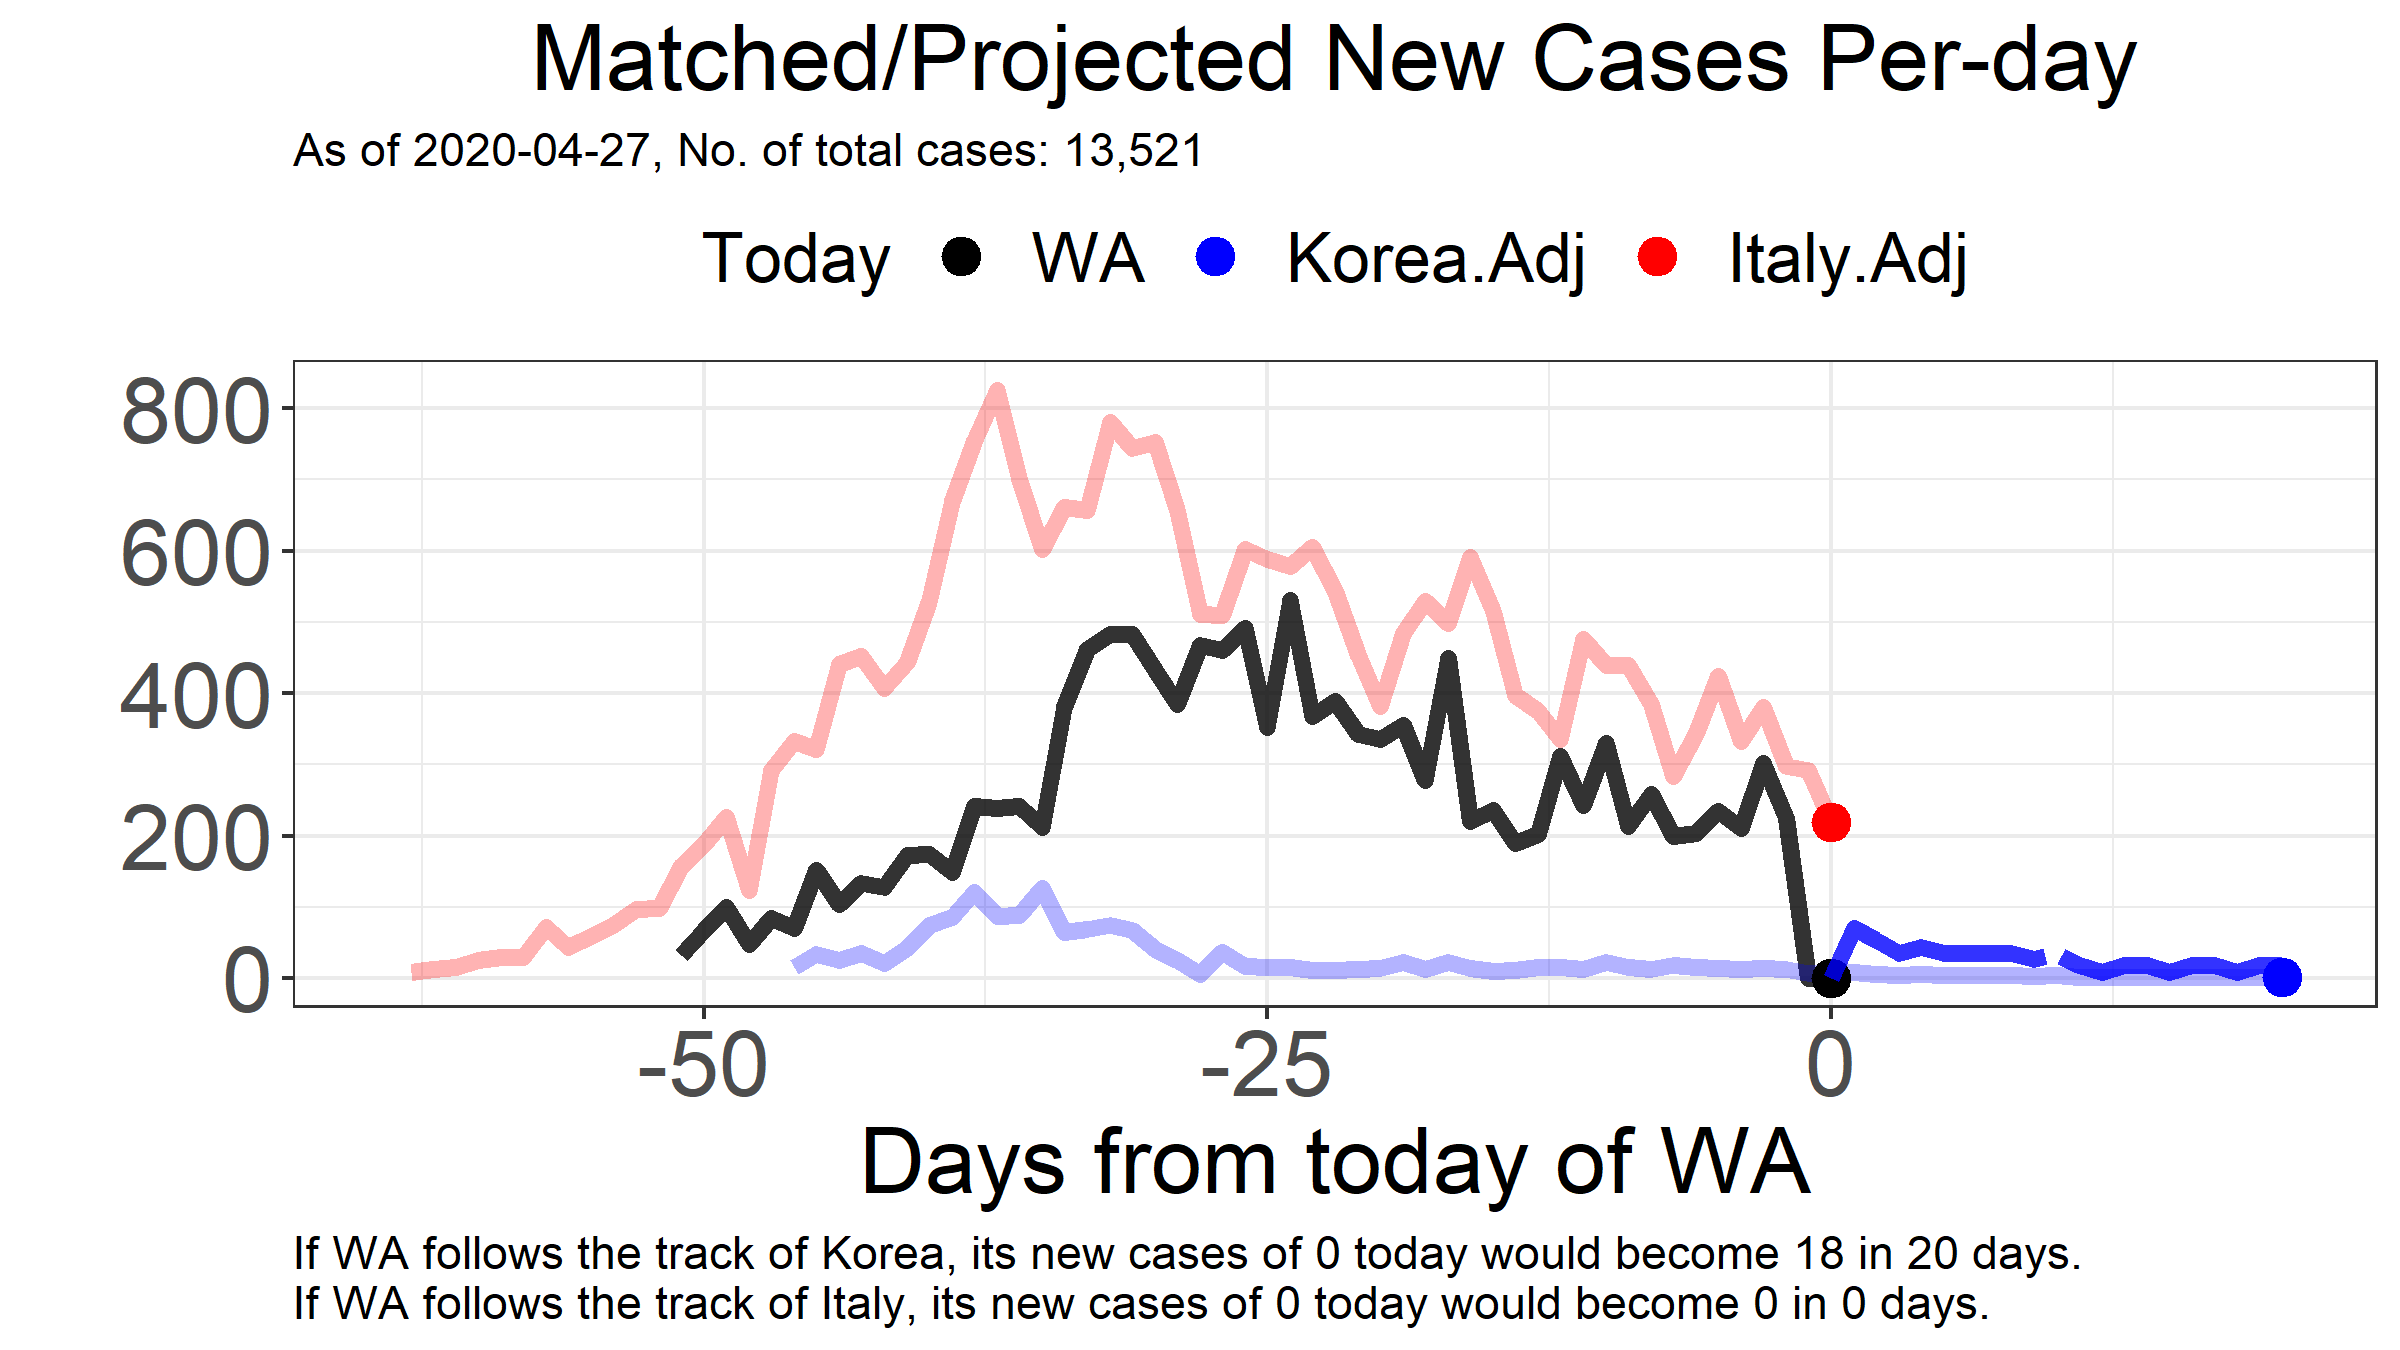 Matched/Projected New Cases Per-day
As of 2020-04-27, No. of total cases: 13,521
Today WA Korea.Adj Italy.Adj
800
600
400
200
0
-50 -25 0
Days from today of WA
If WA follows the track of Korea, its new cases of 0 today would become 18 in 20 days.
If WA follows the track of Italy, its new cases of 0 today would become 0 in 0 days.